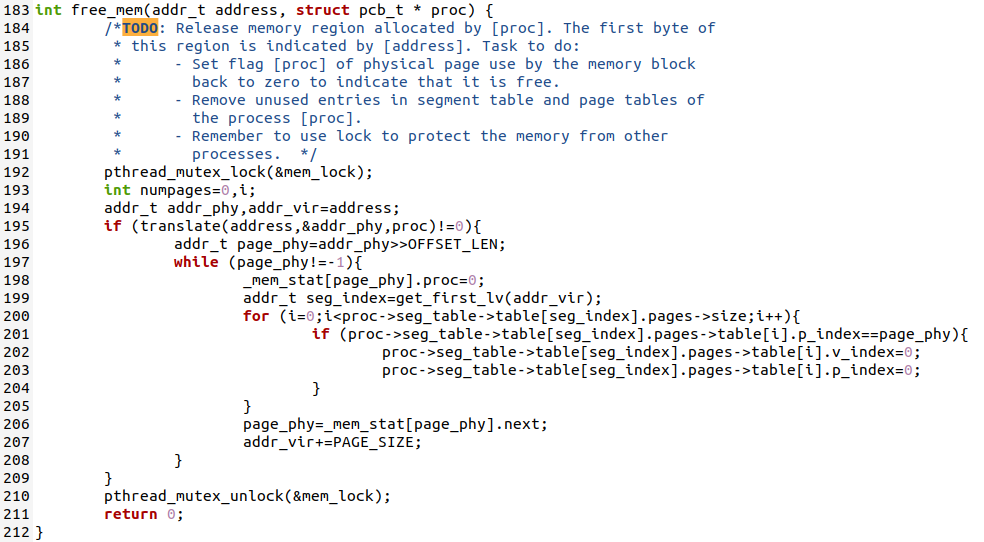 183 int free_mem(addr_t address, struct pcb_t * proc) {
184         /*TODO: Release memory region allocated by [proc]. The first byte of
185          * this region is indicated by [address]. Task to do:
186          *      - Set flag [proc] of physical page use by the memory block
187          *        back to zero to indicate that it is free.
188          *      - Remove unused entries in segment table and page tables of
189          *        the process [proc].
190          *      - Remember to use lock to protect the memory from other
191          *        processes.  */
192         pthread_mutex_lock(&mem_lock);
193         int numpages=0,i;
194         addr_t addr_phy,addr_vir=address;
195         if (translate(address,&addr_phy,proc)!=0){
196                 addr_t page_phy=addr_phy>>OFFSET_LEN;
197                 while (page_phy!=-1){
198                         _mem_stat[page_phy].proc=0;
199                         addr_t seg_index=get_first_lv(addr_vir);
200                         for (i=0;i<proc->seg_table->table[seg_index].pages->size;i++){
201                                 if (proc->seg_table->table[seg_index].pages->table[i].p_index==page_phy){
202                                         proc->seg_table->table[seg_index].pages->table[i].v_index=0;
203                                         proc->seg_table->table[seg_index].pages->table[i].p_index=0;
204                                 }
205                         }
206                         page_phy=_mem_stat[page_phy].next;
207                         addr_vir+=PAGE_SIZE;
208                 }
209         }
210         pthread_mutex_unlock(&mem_lock);
211         return 0;
212 }